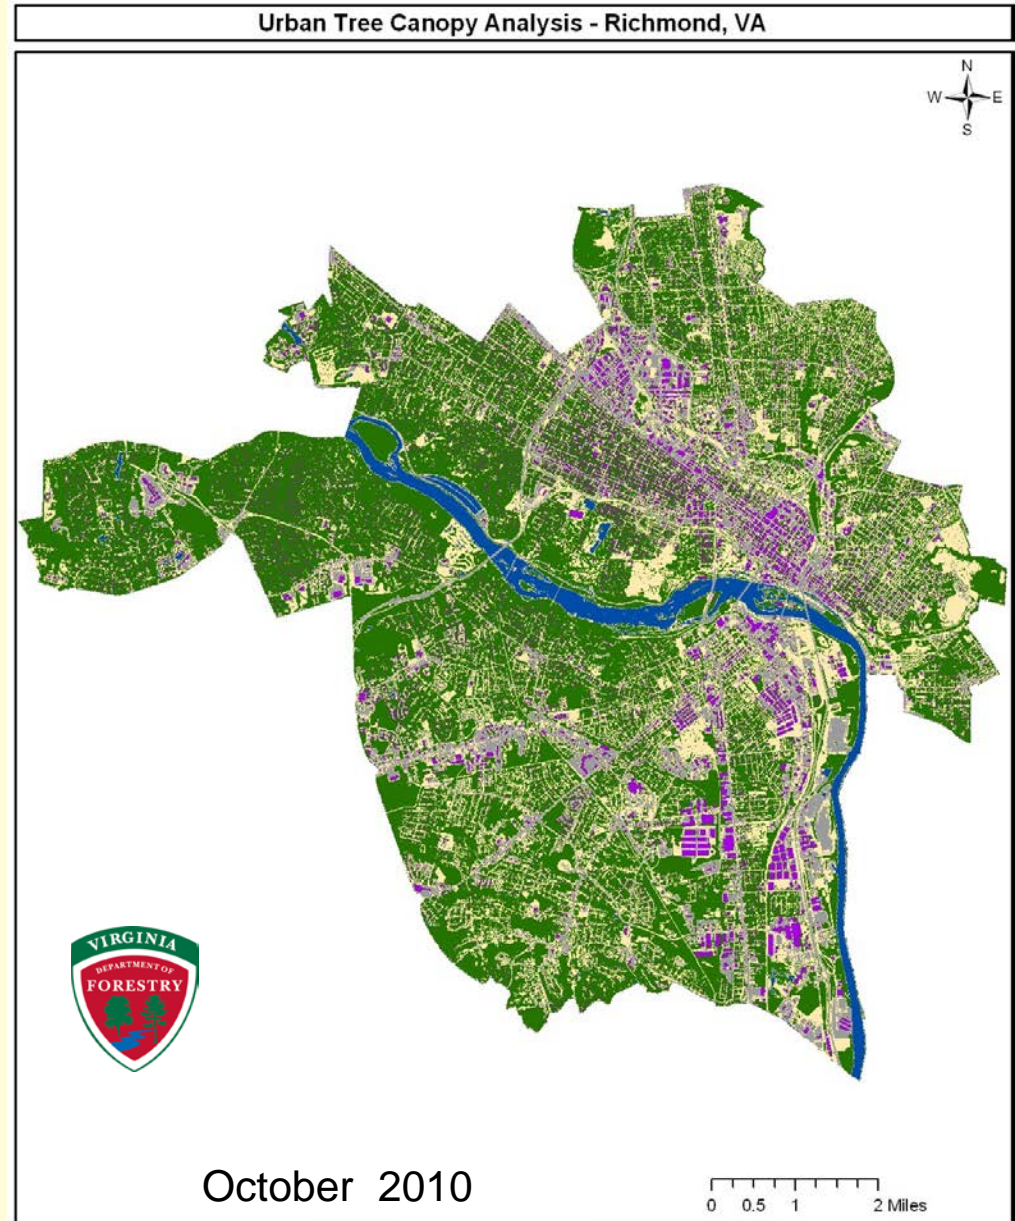 Urban Tree Canopy Analysis - Richmond, VA
N
W E
S
VIRGINIA
DEPARTMENT OF
FORESTRY
October 2010
0 0.5 1 2 Miles